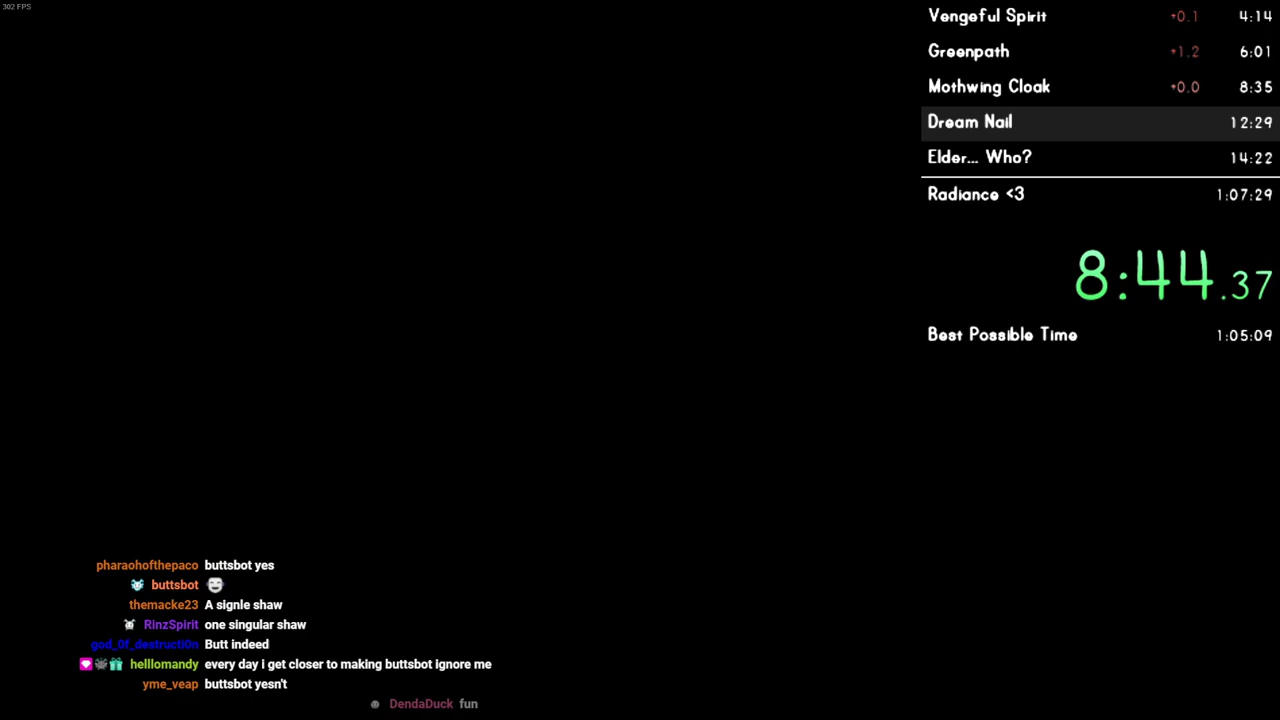 302 FPS
Vengeful Spirit +0.1 4:14
Greenpath +1.2 6:01
Mothwing Cloak +0.0 8:35
Dream Nail 12:29
Elder... Who? 14:22
Radiance <3 1:07:29
8:44.37
Best Possible Time 1:05:09
pharaohofthepaco buttsbot yes
buttsbot
themacke23 A signle shaw
RinzSpirit one singular shaw
god_0f_destructi0n Butt indeed
helllomandy every day i get closer to making buttsbot ignore me
yme_veap buttsbot yesn't
DendaDuck fun